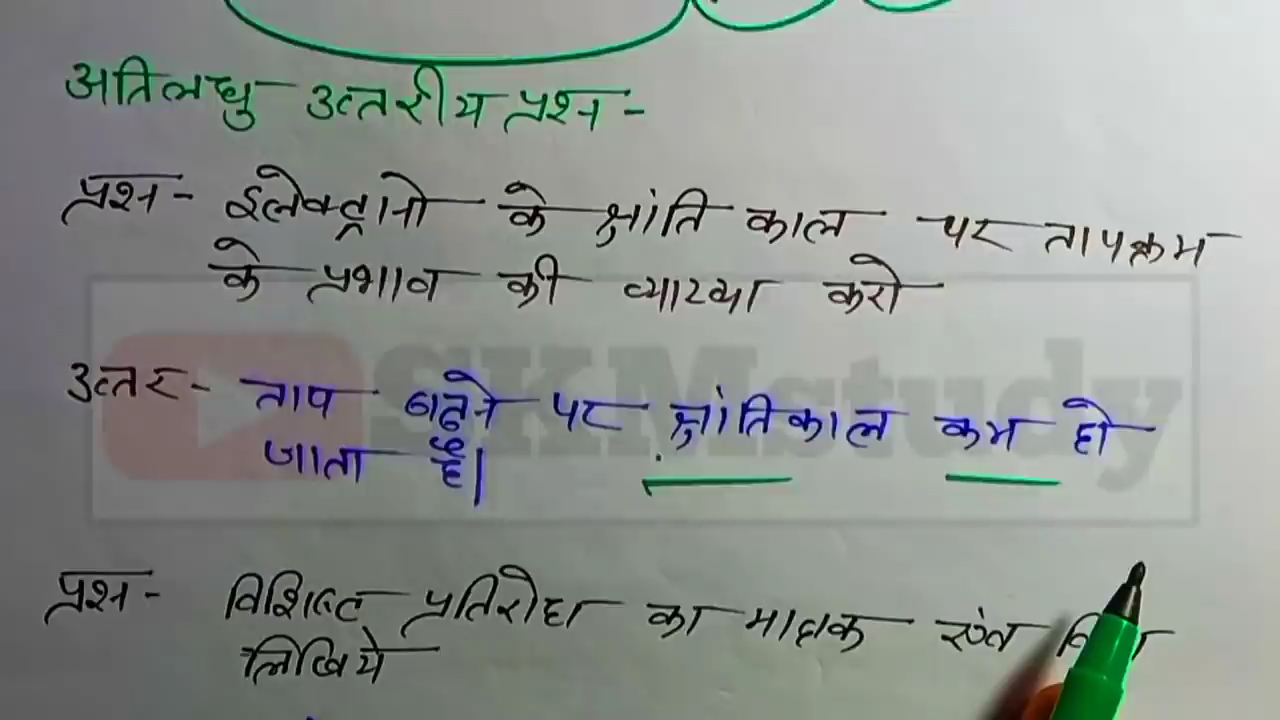 अतिलघु उत्तरीय प्रश्न -
प्रश्न - इलेक्ट्रानो के श्रांति काल पर तापक्रम
के प्रभाव की व्याख्या करो
उत्तर - ताप बढ़ने पर श्रांतिकाल कम हो
जाता है।
SKMstudy
प्रश्न - विशिष्ट प्रतिरोध का मात्रक एंव
लिखिये